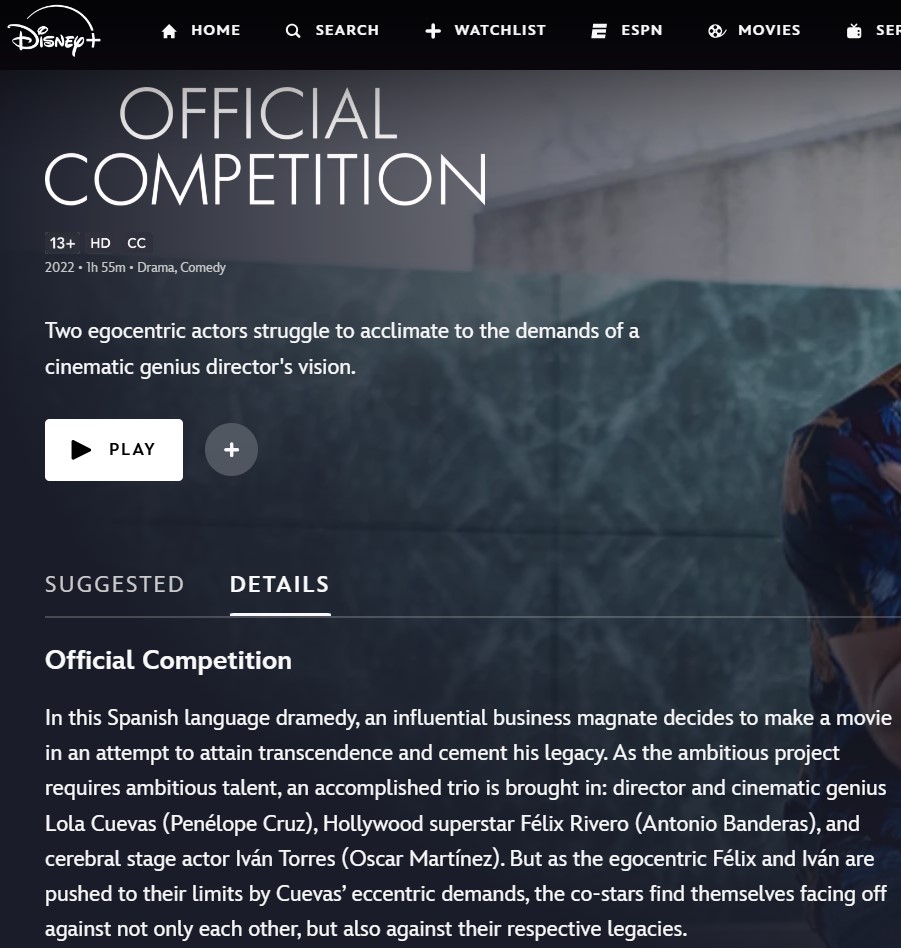 Disney+
HOME
SEARCH
WATCHLIST
ESPN
MOVIES
SER
OFFICIAL
COMPETITION
13+ HD CC
2022 • 1h 55m • Drama, Comedy
Two egocentric actors struggle to acclimate to the demands of a
cinematic genius director's vision.
PLAY
SUGGESTED
DETAILS
Official Competition
In this Spanish language dramedy, an influential business magnate decides to make a movie
in an attempt to attain transcendence and cement his legacy. As the ambitious project
requires ambitious talent, an accomplished trio is brought in: director and cinematic genius
Lola Cuevas (Penélope Cruz), Hollywood superstar Félix Rivero (Antonio Banderas), and
cerebral stage actor Iván Torres (Oscar Martínez). But as the egocentric Félix and Iván are
pushed to their limits by Cuevas’ eccentric demands, the co-stars find themselves facing off
against not only each other, but also against their respective legacies.